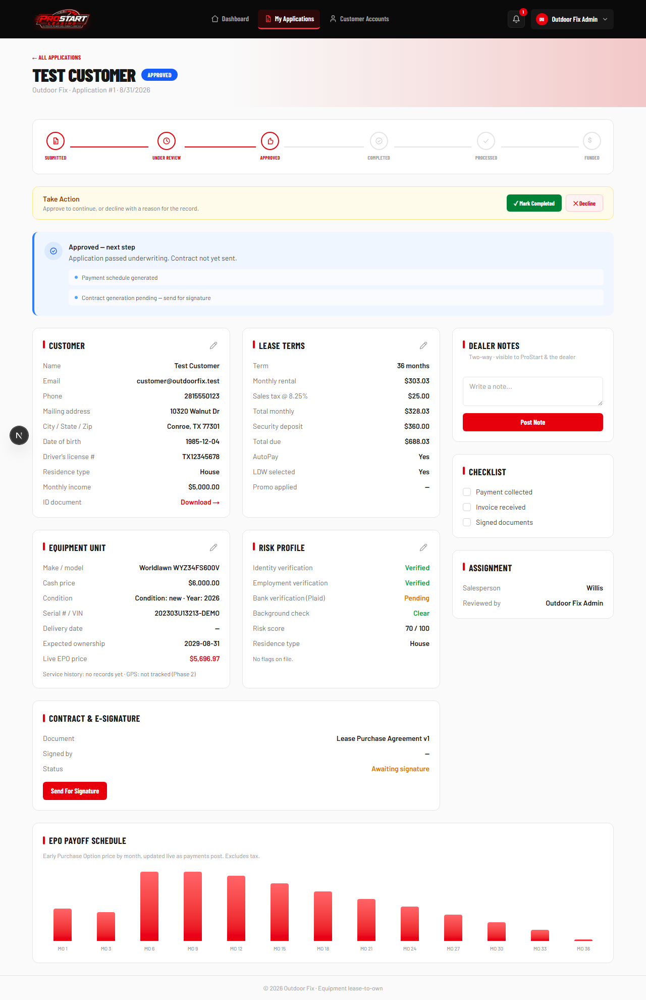 PROSTART
LEASING
Dashboard
My Applications
Customer Accounts
1
OU
Outdoor Fix Admin
← ALL APPLICATIONS
TEST CUSTOMER
APPROVED
Outdoor Fix · Application #1 · 8/31/2026
SUBMITTED
UNDER REVIEW
APPROVED
COMPLETED
PROCESSED
$
FUNDED
Take Action
Approve to continue, or decline with a reason for the record.
✓ Mark Completed
✕ Decline
Approved — next step
Application passed underwriting. Contract not yet sent.
Payment schedule generated
Contract generation pending — send for signature
CUSTOMER
Name Test Customer
Email customer@outdoorfix.test
Phone 2815550123
Mailing address 10320 Walnut Dr
City / State / Zip Conroe, TX 77301
Date of birth 1985-12-04
Driver's license # TX12345678
Residence type House
Monthly income $5,000.00
ID document Download →
LEASE TERMS
Term 36 months
Monthly rental $303.03
Sales tax @ 8.25% $25.00
Total monthly $328.03
Security deposit $360.00
Total due $688.03
AutoPay Yes
LDW selected Yes
Promo applied —
DEALER NOTES
Two-way · visible to ProStart & the dealer
Write a note...
Post Note
CHECKLIST
Payment collected
Invoice received
Signed documents
N
EQUIPMENT UNIT
Make / model Worldlawn WYZ34FS600V
Cash price $6,000.00
Condition Condition: new · Year: 2026
Serial # / VIN 202303U13213-DEMO
Delivery date —
Expected ownership 2029-08-31
Live EPO price $5,696.97
Service history: no records yet · GPS: not tracked (Phase 2)
RISK PROFILE
Identity verification Verified
Employment verification Verified
Bank verification (Plaid) Pending
Background check Clear
Risk score 70 / 100
Residence type House
No flags on file.
ASSIGNMENT
Salesperson Willis
Reviewed by Outdoor Fix Admin
CONTRACT & E-SIGNATURE
Document Lease Purchase Agreement v1
Signed by —
Status Awaiting signature
Send For Signature
EPO PAYOFF SCHEDULE
Early Purchase Option price by month, updated live as payments post. Excludes tax.
MO 1 MO 3 MO 6 MO 9 MO 12 MO 15 MO 18 MO 21 MO 24 MO 27 MO 30 MO 33 MO 36
© 2026 Outdoor Fix · Equipment lease-to-own